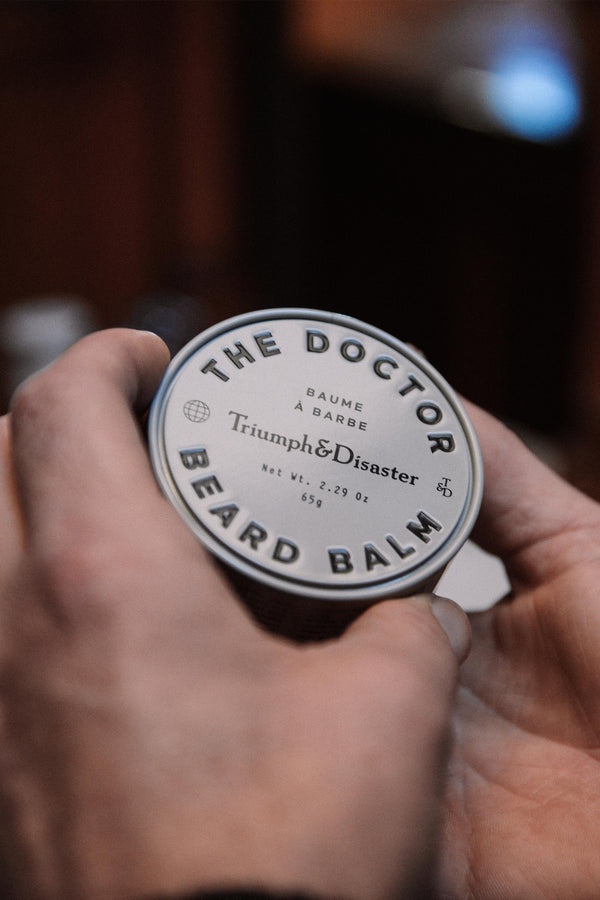 THE DOCTOR
BAUME
À BARBE
Triumph&Disaster
Net Wt. 2.29 Oz
65g
T
&D
BEARD BALM